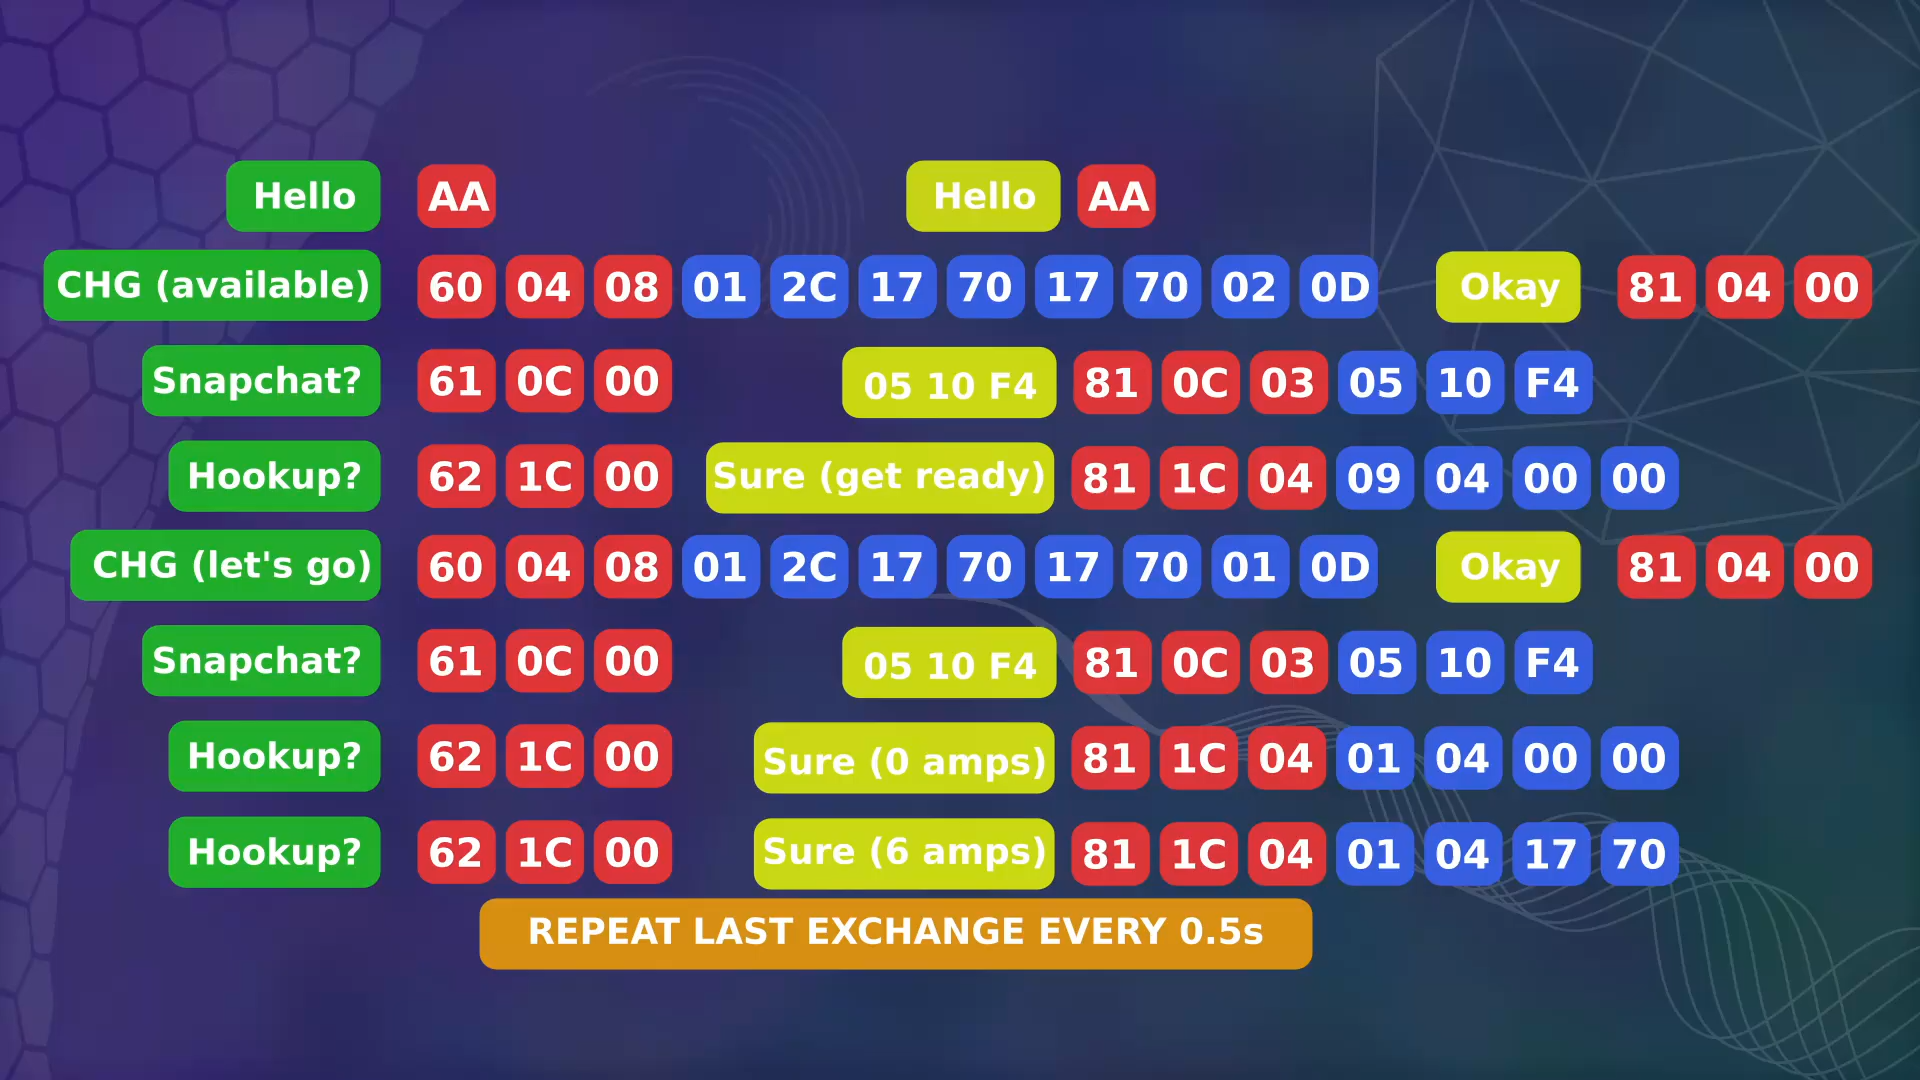 Hello AA Hello AA
CHG (available) 60 04 08 01 2C 17 70 17 70 02 0D Okay 81 04 00
Snapchat? 61 0C 00 05 10 F4 81 0C 03 05 10 F4
Hookup? 62 1C 00 Sure (get ready) 81 1C 04 09 04 00 00
CHG (let's go) 60 04 08 01 2C 17 70 17 70 01 0D Okay 81 04 00
Snapchat? 61 0C 00 05 10 F4 81 0C 03 05 10 F4
Hookup? 62 1C 00 Sure (0 amps) 81 1C 04 01 04 00 00
Hookup? 62 1C 00 Sure (6 amps) 81 1C 04 01 04 17 70
REPEAT LAST EXCHANGE EVERY 0.5s